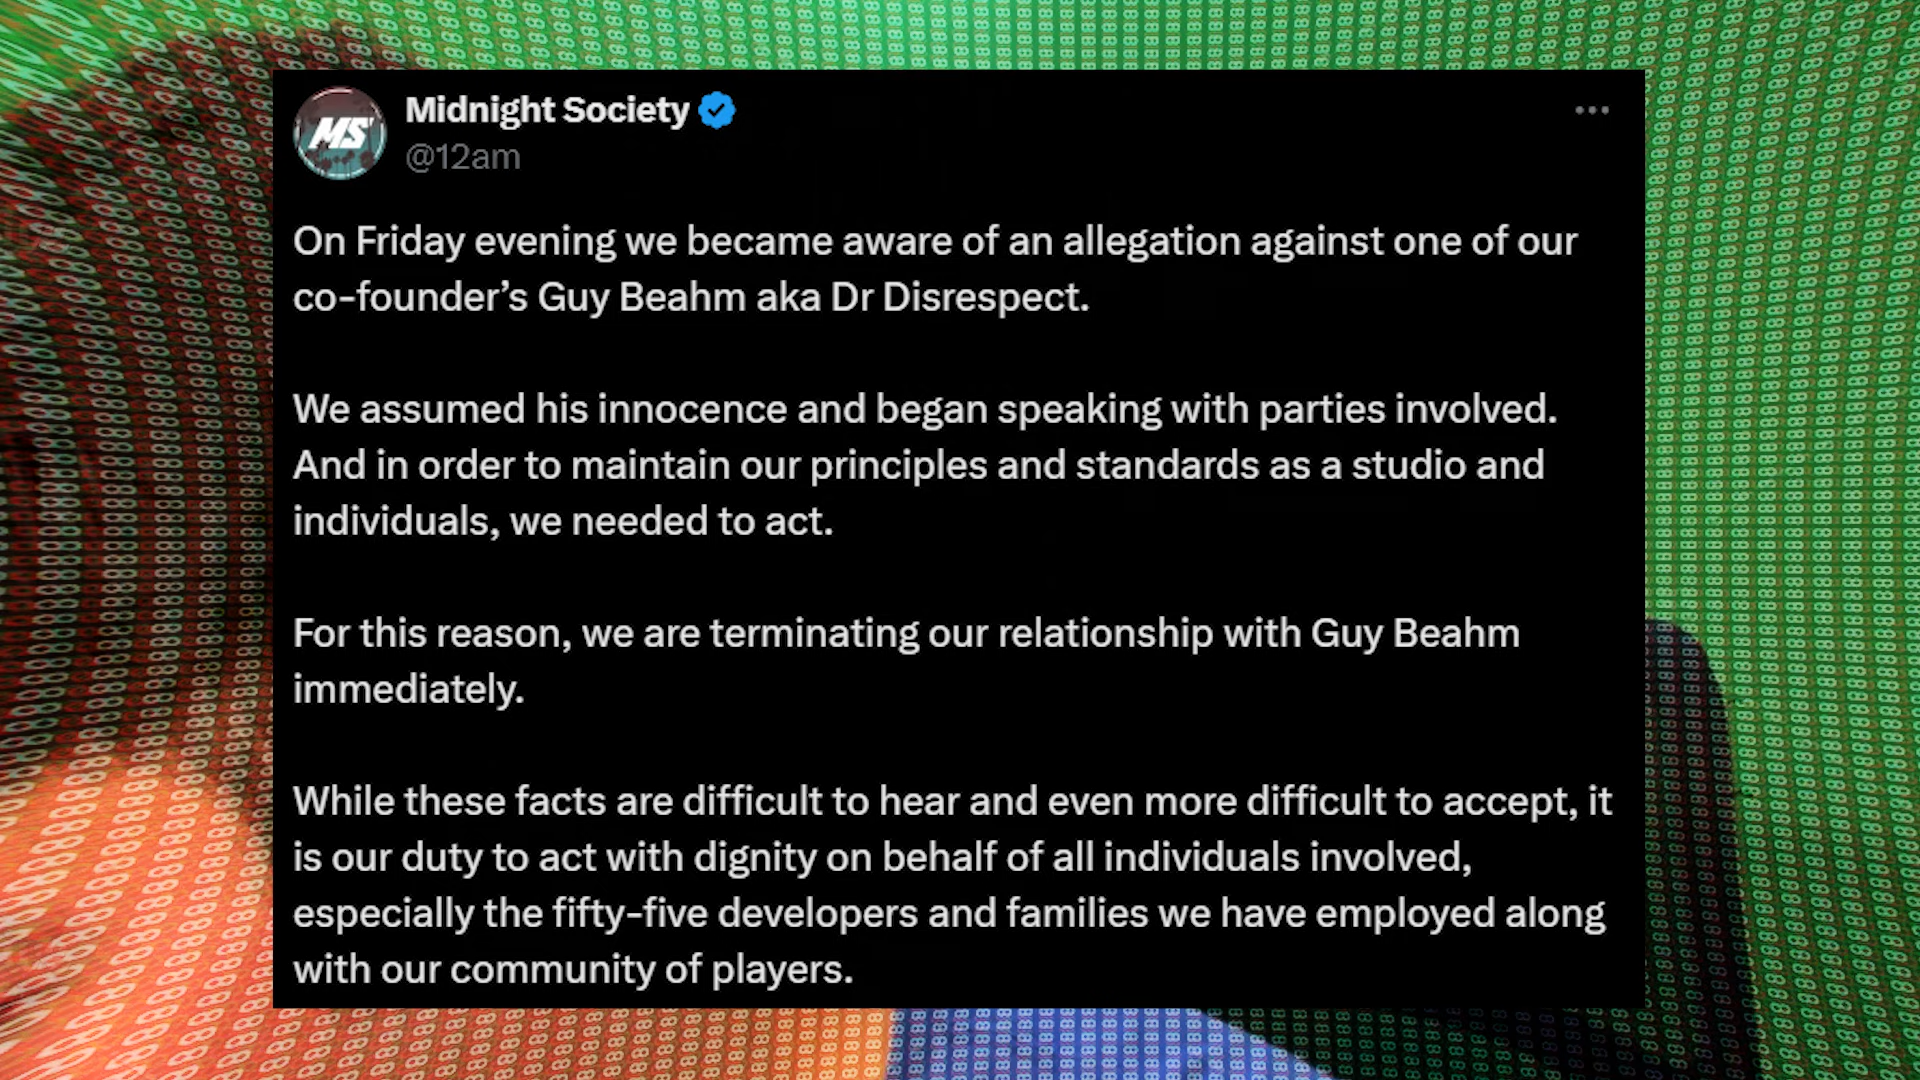 MS
Midnight Society
@12am
On Friday evening we became aware of an allegation against one of our
co-founder’s Guy Beahm aka Dr Disrespect.
We assumed his innocence and began speaking with parties involved.
And in order to maintain our principles and standards as a studio and
individuals, we needed to act.
For this reason, we are terminating our relationship with Guy Beahm
immediately.
While these facts are difficult to hear and even more difficult to accept, it
is our duty to act with dignity on behalf of all individuals involved,
especially the fifty-five developers and families we have employed along
with our community of players.